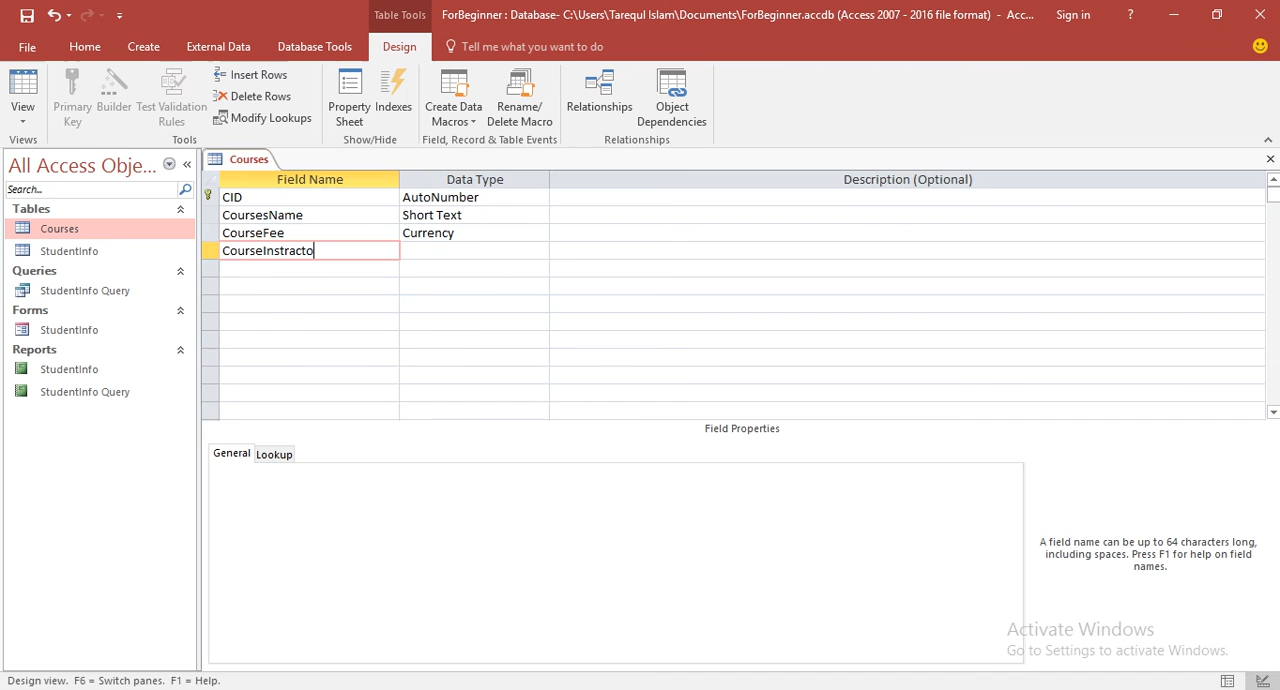 Table Tools
ForBeginner : Database- C:\Users\Tarequl Islam\Documents\ForBeginner.accdb (Access 2007 - 2016 file format) - Acc...
Sign in
?
File
Home
Create
External Data
Database Tools
Design
Tell me what you want to do
View
Primary Key
Builder
Test Validation Rules
Insert Rows
Delete Rows
Modify Lookups
Property Sheet
Indexes
Create Data Macros
Rename/ Delete Macro
Relationships
Object Dependencies
Views
Tools
Show/Hide
Field, Record & Table Events
Relationships
All Access Obje...
Search...
Tables
Courses
StudentInfo
Queries
StudentInfo Query
Forms
StudentInfo
Reports
StudentInfo
StudentInfo Query
Courses
Field Name Data Type Description (Optional)
CID AutoNumber
CoursesName Short Text
CourseFee Currency
CourseInstracto
Field Properties
General Lookup
A field name can be up to 64 characters long,
including spaces. Press F1 for help on field
names.
Activate Windows
Go to Settings to activate Windows.
Design view. F6 = Switch panes. F1 = Help.